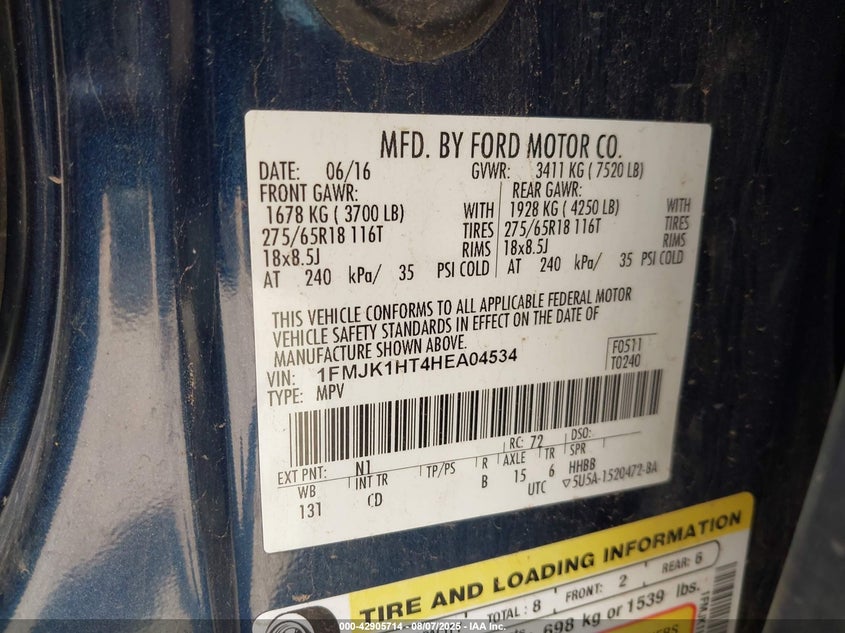 MFD. BY FORD MOTOR CO.
DATE: 06/16 GVWR: 3411 KG ( 7520 LB)
FRONT GAWR: REAR GAWR:
1678 KG ( 3700 LB) WITH 1928 KG ( 4250 LB) WITH
275/65R18 116T TIRES 275/65R18 116T TIRES
18x8.5J RIMS 18x8.5J RIMS
AT 240 kPa/ 35 PSI COLD AT 240 kPa/ 35 PSI COLD
THIS VEHICLE CONFORMS TO ALL APPLICABLE FEDERAL MOTOR
VEHICLE SAFETY STANDARDS IN EFFECT ON THE DATE OF
MANUFACTURE SHOWN ABOVE.
VIN: 1FMJK1HT4HEA04534 F0511
TYPE: MPV T0240
EXT PNT: N1 RC: 72 DSO:
WB INT TR TP/PS R AXLE TR SPR
131 CD B 15 6 HHBB
UTC ▽5U5A-1520472-BA
TIRE AND LOADING INFORMATION
TOTAL: 8 FRONT: 2 REAR: 6
698 kg or 1539 lbs.
000-42905714 - 08/07/2025 - IAA Inc.